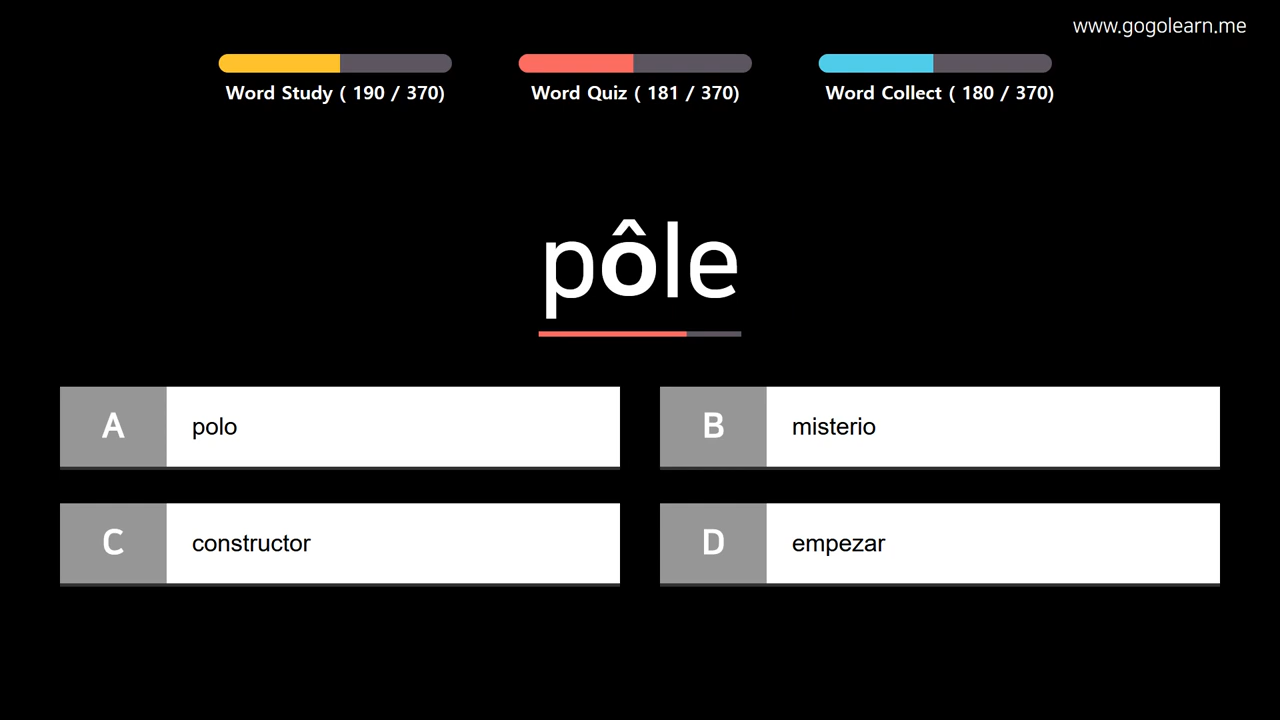 www.gogolearn.me
Word Study ( 190 / 370)
Word Quiz ( 181 / 370)
Word Collect ( 180 / 370)
pôle
A polo
B misterio
C constructor
D empezar